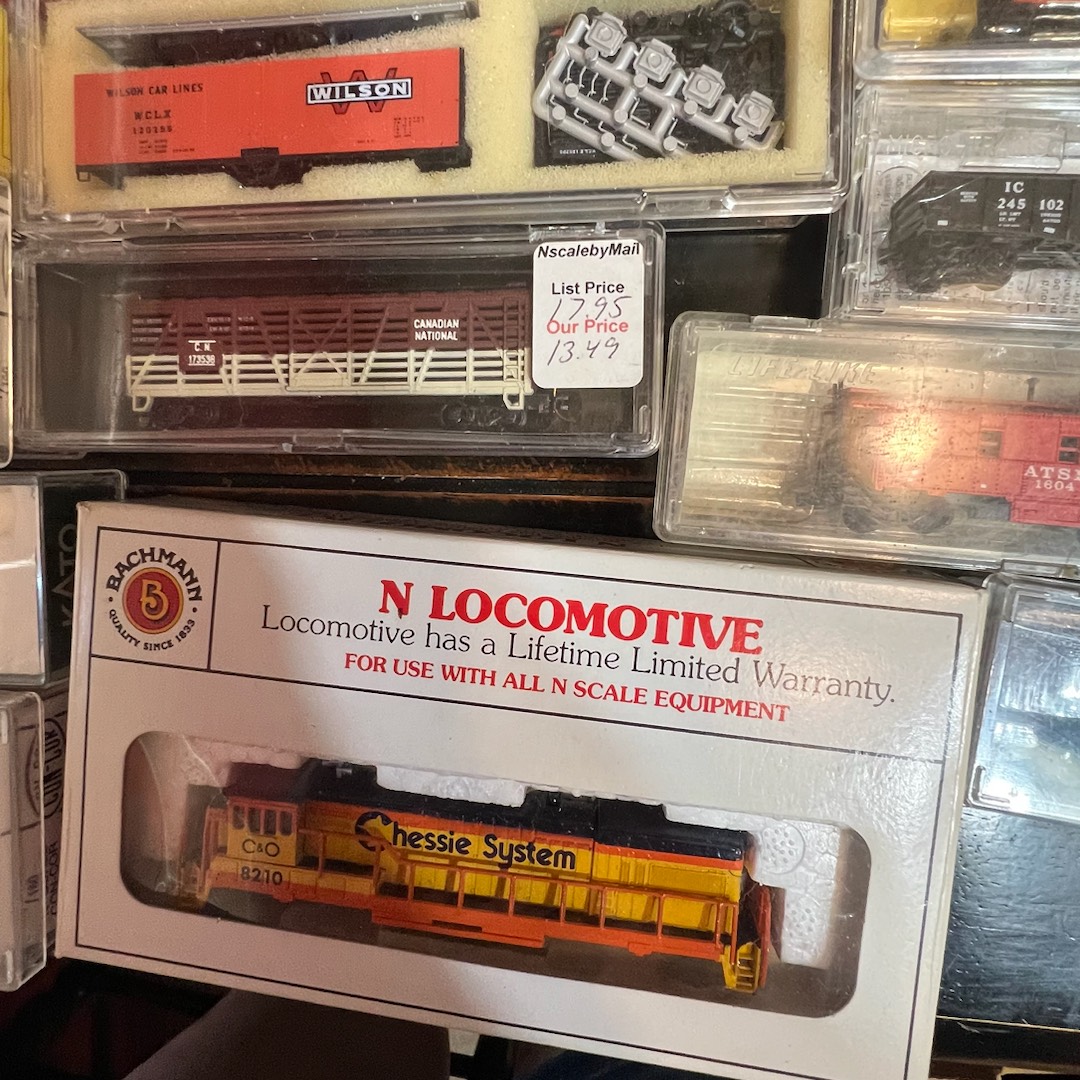 WILSON CAR LINES
W.C.L.X
WILSON
NscalebyMail
List Price
17.95
Our Price
13.49
CANADIAN
NATIONAL
C.N.
173538
IC
245 102
LIFE-LIKE
ATSF
1604
KATO
BACHMANN
B
QUALITY SINCE 1833
N LOCOMOTIVE
Locomotive has a Lifetime Limited Warranty.
FOR USE WITH ALL N SCALE EQUIPMENT
Chessie System
C&O
8210
CON-COR